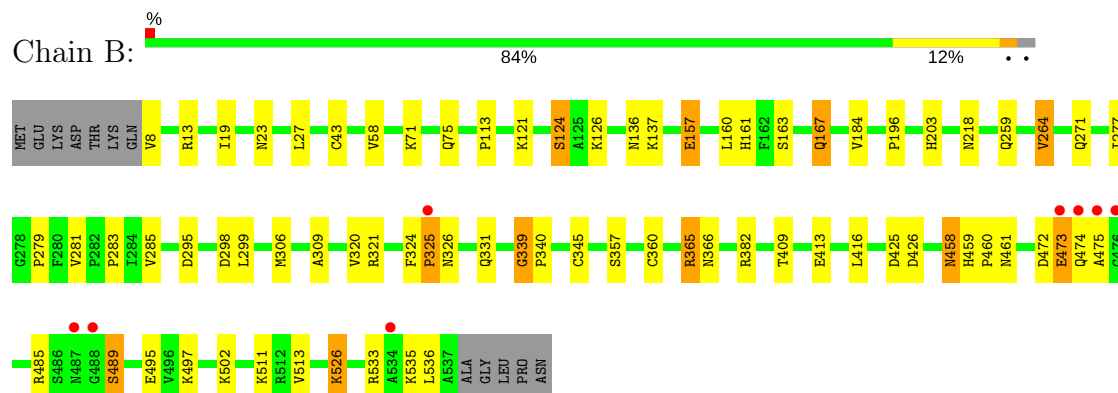 %
Chain B:
84% 12% • •
MET GLU LYS ASP THR LYS GLN V8 R13 I19 N23 L27 C43 V58 K71 Q75 P113 K121 S124 A125 K126 N136 K137 E157 L160 H161 F162 S163 Q167 V184 P196 H203 N218 Q259 V264 Q271 I277
G278 P279 F280 V281 P282 P283 I284 V285 D295 D298 L299 M306 A309 V320 R321 F324 L325 N326 Q331 G339 P340 C345 S357 C360 R365 N366 R382 T409 E413 L416 D425 D426 N458 H459 P460 N461 D472 E473 Q474 A475 G476
R485 S486 N487 G488 S489 E495 V496 K497 K502 K511 R512 V513 K526 R533 A534 K535 L536 A537 ALA GLY LEU PRO ASN